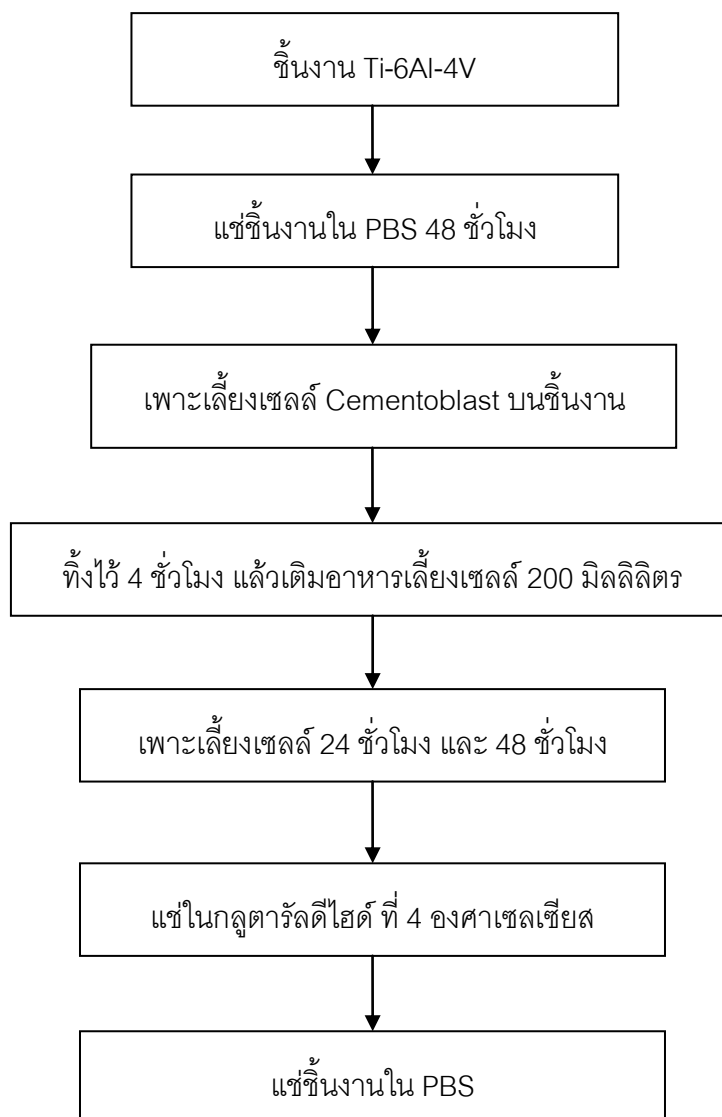 ชิ้นงาน Ti-6Al-4V
แช่ชิ้นงานใน PBS 48 ชั่วโมง
เพาะเลี้ยงเซลล์ Cementoblast บนชิ้นงาน
ทิ้งไว้ 4 ชั่วโมง แล้วเติมอาหารเลี้ยงเซลล์ 200 มิลลิลิตร
เพาะเลี้ยงเซลล์ 24 ชั่วโมง และ 48 ชั่วโมง
แช่ในกลูตารัลดีไฮด์ ที่ 4 องศาเซลเซียส
แช่ชิ้นงานใน PBS